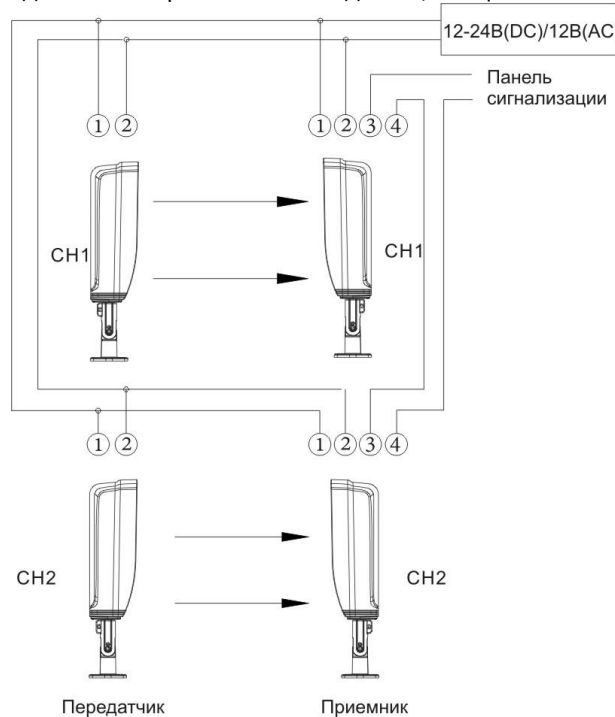 12-24В(DC)/12В(AC
Панель
сигнализации
1 2 1 2 3 4
CH1 CH1
1 2 1 2 3 4
CH2 CH2
Передатчик Приемник